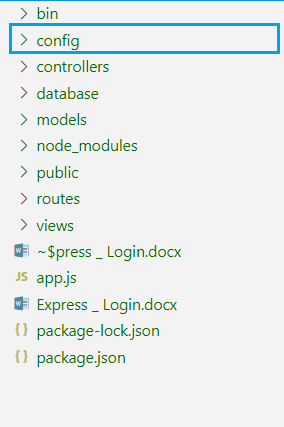 bin
config
controllers
database
models
node_modules
public
routes
views
~$press _ Login.docx
JS app.js
Express _ Login.docx
{ } package-lock.json
{ } package.json